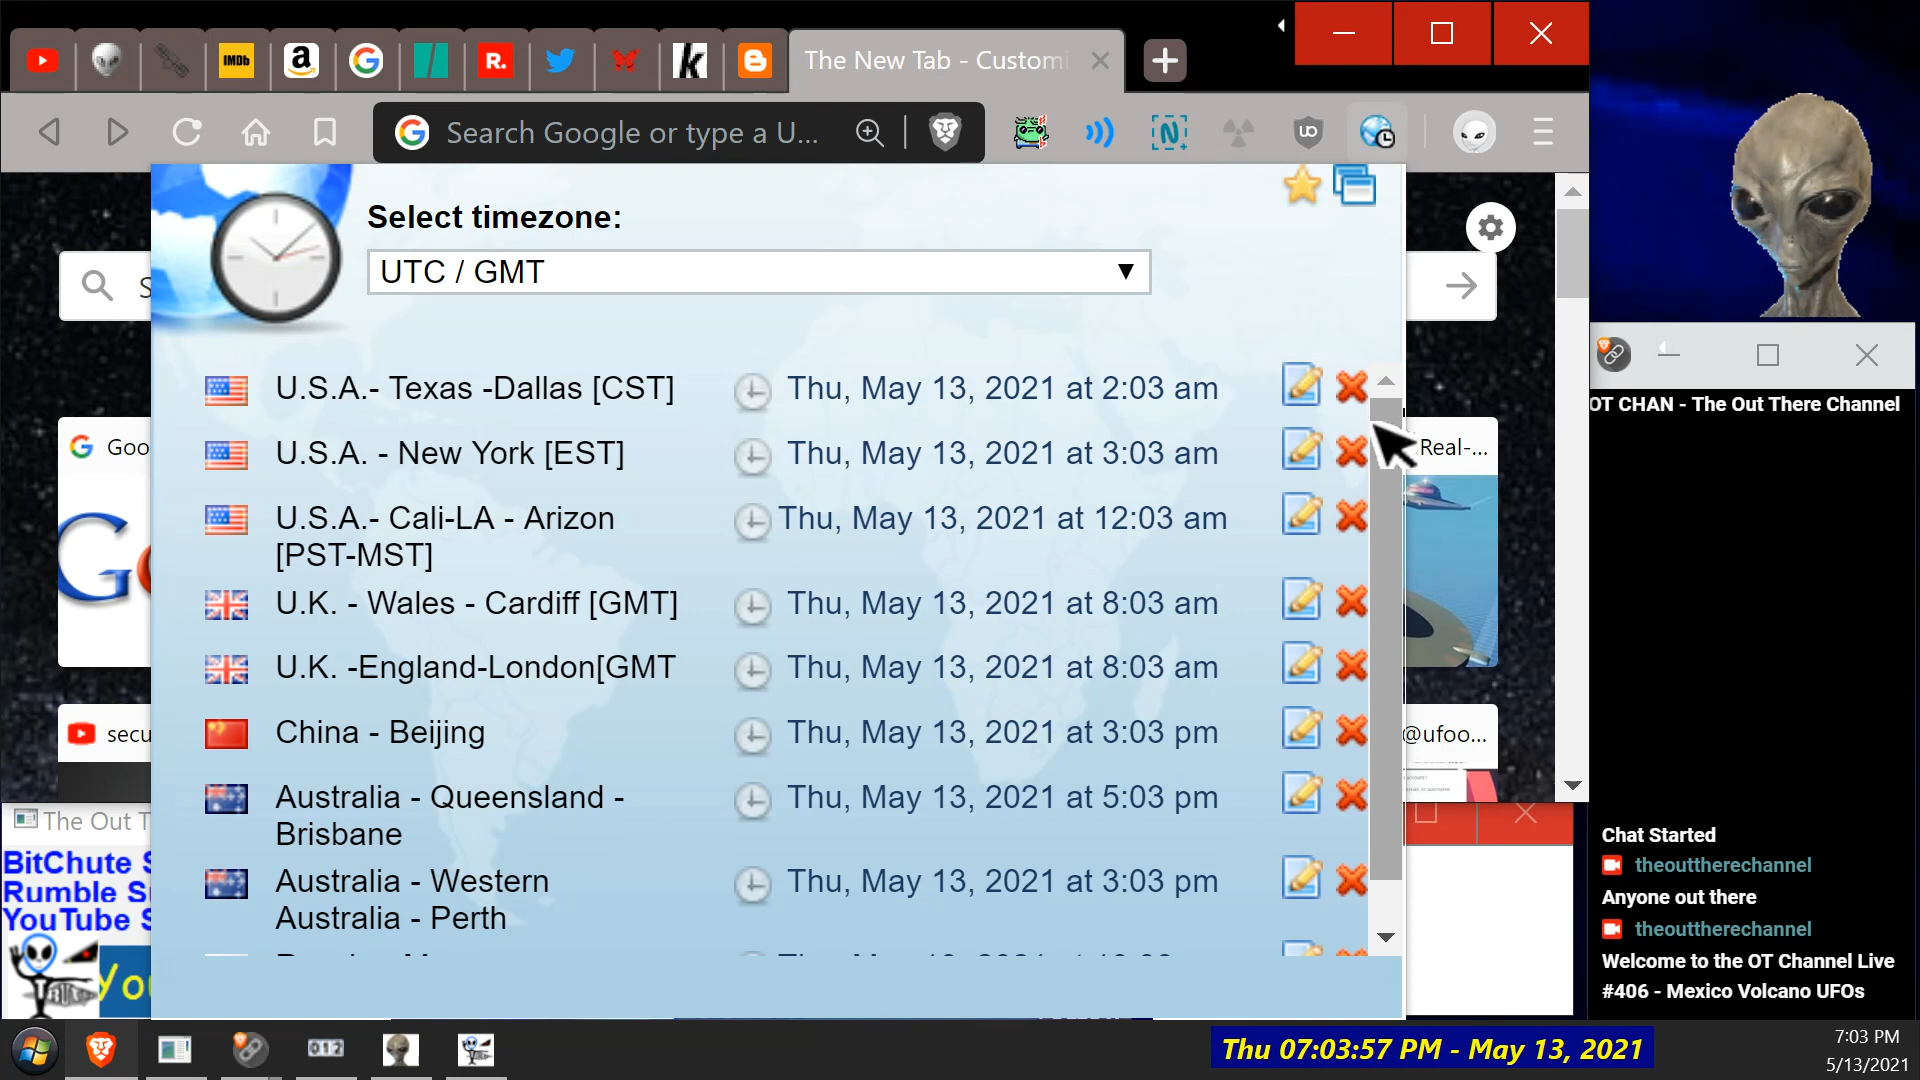 IMDb
a
R.
k
The New Tab - Customi
Search Google or type a U...
UO
Select timezone:
UTC / GMT
U.S.A.- Texas -Dallas [CST]
Thu, May 13, 2021 at 2:03 am
U.S.A. - New York [EST]
Thu, May 13, 2021 at 3:03 am
U.S.A.- Cali-LA - Arizon
[PST-MST]
Thu, May 13, 2021 at 12:03 am
U.K. - Wales - Cardiff [GMT]
Thu, May 13, 2021 at 8:03 am
U.K. -England-London[GMT
Thu, May 13, 2021 at 8:03 am
China - Beijing
Thu, May 13, 2021 at 3:03 pm
Australia - Queensland -
Brisbane
Thu, May 13, 2021 at 5:03 pm
Australia - Western
Australia - Perth
Thu, May 13, 2021 at 3:03 pm
S
Goo
Go
secu
Real-...
@ufoo...
The Out T
BitChute S
Rumble S
YouTube S
Yo
OT CHAN - The Out There Channel
Chat Started
theouttherechannel
Anyone out there
theouttherechannel
Welcome to the OT Channel Live
#406 - Mexico Volcano UFOs
012
Thu 07:03:57 PM - May 13, 2021
7:03 PM
5/13/2021